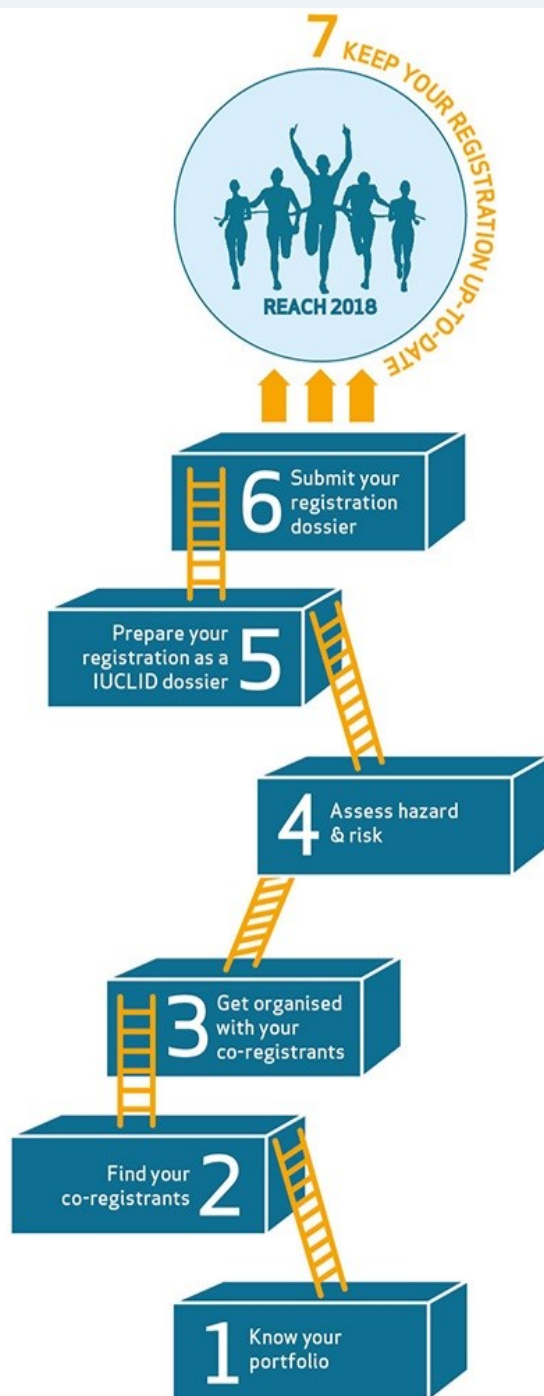 7 KEEP YOUR REGISTRATION UP-TO-DATE
REACH 2018
6 Submit your
registration
dossier
Prepare your
registration as a
IUCLID dossier 5
4 Assess hazard
& risk
3 Get organised
with your
co-registrants
Find your
co-registrants 2
1 Know your
portfolio